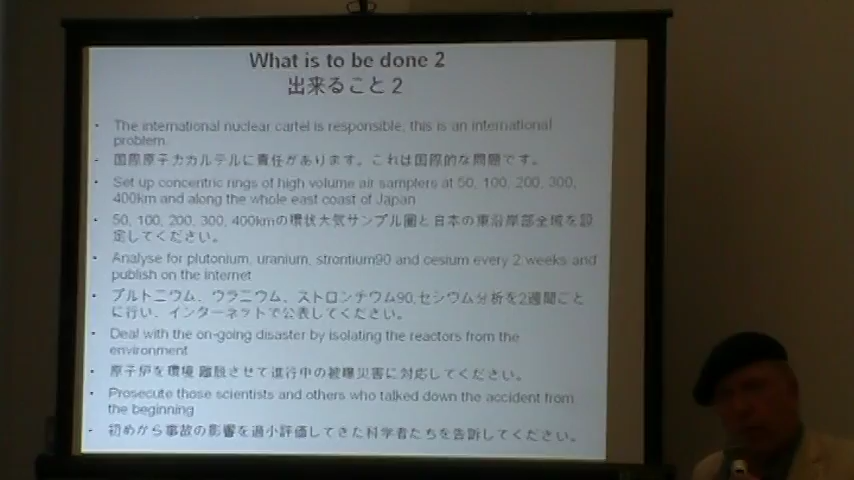 What is to be done 2
出来ること 2
• The international nuclear cartel is responsible, this is an international
problem.
• 国際原子力カルテルに責任があります。これは国際的な問題です。
• Set up concentric rings of high volume air samplers at 50, 100, 200, 300,
400km and along the whole east coast of Japan
• 50, 100, 200, 300, 400kmの環状大気サンプル圏と日本の東沿岸部全域を設
定してください。
• Analyse for plutonium, uranium, strontium90 and cesium every 2 weeks and
publish on the internet
• プルトニウム、ウラニウム、ストロンチウム90,セシウム分析を2週間ごと
に行い、インターネットで公表してください。
• Deal with the on-going disaster by isolating the reactors from the
environment
• 原子炉を環境 離脱させて進行中の被曝災害に対応してください。
• Prosecute those scientists and others who talked down the accident from
the beginning
• 初めから事故の影響を過小評価してきた科学者たちを告訴してください。